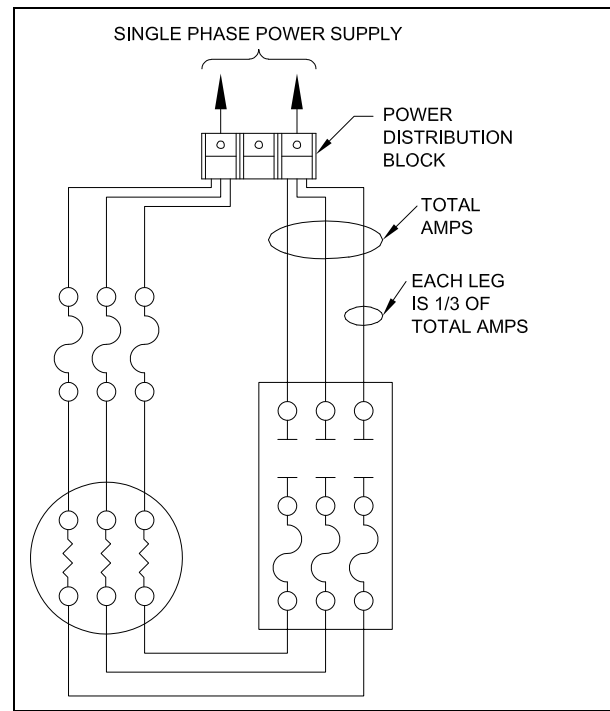 SINGLE PHASE POWER SUPPLY
POWER
DISTRIBUTION
BLOCK
TOTAL
AMPS
EACH LEG
IS 1/3 OF
TOTAL AMPS